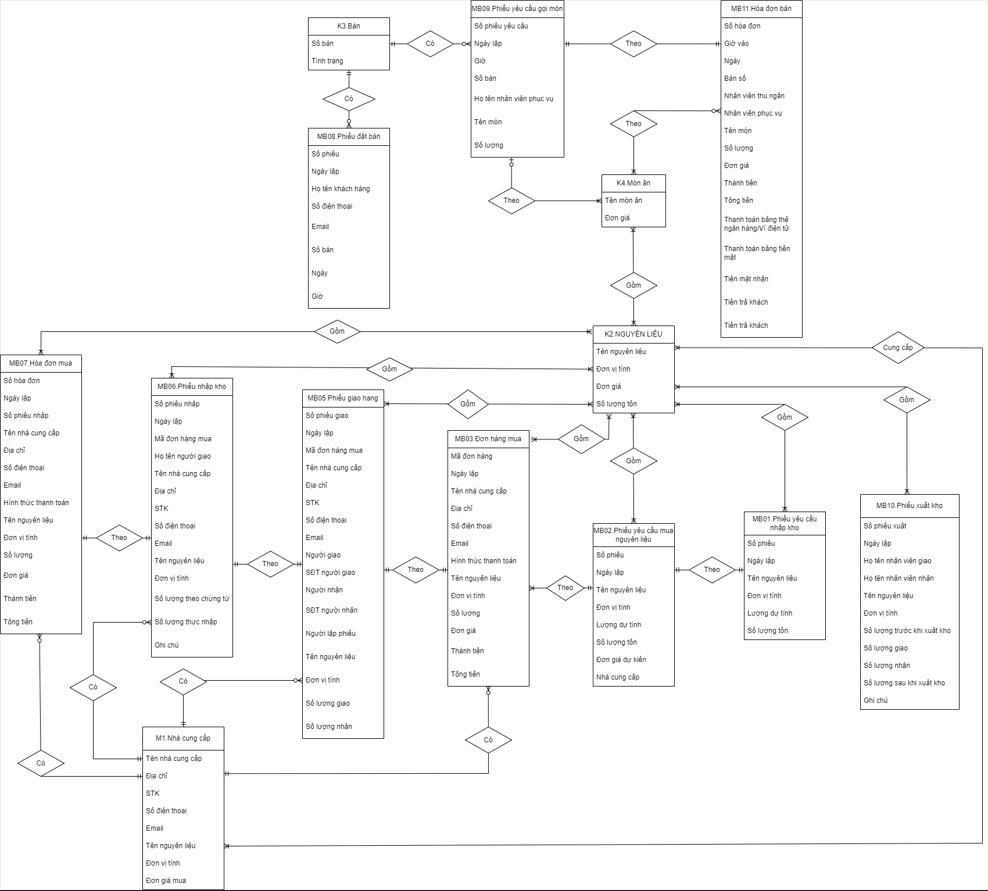 K3.Bàn
Số bàn
Tình trạng
Có
MB09.Phiếu yêu cầu gọi món
Số phiếu yêu cầu
Ngày lập
Giờ
Số bàn
Họ tên nhân viên phục vụ
Tên món
Số lượng
Theo
MB11.Hóa đơn bán
Số hóa đơn
Giờ vào
Ngày
Bàn số
Nhân viên thu ngân
Nhân viên phục vụ
Tên món
Số lượng
Đơn giá
Thành tiền
Tổng tiền
Thanh toán bằng thẻ
ngân hàng/Ví điện tử
Thanh toán bằng tiền
mặt
Tiền mặt nhận
Tiền trả khách
Tiền trả khách
Có
MB08.Phiếu đặt bàn
Số phiếu
Ngày lập
Họ tên khách hàng
Số điện thoại
Email
Số bàn
Ngày
Giờ
Theo
Theo
K4.Món ăn
Tên món ăn
Đơn giá
Gồm
K2.NGUYÊN LIỆU
Tên nguyên liệu
Đơn vị tính
Đơn giá
Số lượng tồn
Gồm
Gồm
Gồm
Gồm
Gồm
Gồm
Gồm
Cung cấp
MB07.Hóa đơn mua
Số hóa đơn
Ngày lập
Số phiếu nhập
Tên nhà cung cấp
Địa chỉ
Số điện thoại
Email
Hình thức thanh toán
Tên nguyên liệu
Đơn vị tính
Số lượng
Đơn giá
Thành tiền
Tổng tiền
Theo
MB06.Phiếu nhập kho
Số phiếu nhập
Ngày lập
Mã đơn hàng mua
Họ tên người giao
Tên nhà cung cấp
Địa chỉ
STK
Số điện thoại
Email
Tên nguyên liệu
Đơn vị tính
Số lượng theo chứng từ
Số lượng thực nhập
Ghi chú
Theo
MB05.Phiếu giao hang
Số phiếu giao
Ngày lập
Mã đơn hàng mua
Tên nhà cung cấp
Địa chỉ
STK
Số điện thoại
Email
Người giao
SĐT người giao
Người nhận
SĐT người nhận
Người lập phiếu
Tên nguyên liệu
Đơn vị tính
Số lượng giao
Số lượng nhận
Theo
MB03.Đơn hàng mua
Mã đơn hàng
Ngày lập
Tên nhà cung cấp
Địa chỉ
Số điện thoại
Email
Hình thức thanh toán
Tên nguyên liệu
Đơn vị tính
Số lượng
Đơn giá
Thành tiền
Tổng tiền
Theo
MB02.Phiếu yêu cầu mua
nguyên liệu
Số phiếu
Ngày lập
Tên nguyên liệu
Đơn vị tính
Lượng dự tính
Số lượng tồn
Đơn giá dự kiến
Nhà cung cấp
Theo
MB01.Phiếu yêu cầu
nhập kho
Số phiếu
Ngày lập
Tên nguyên liệu
Đơn vị tính
Lượng dự tính
Số lượng tồn
MB10.Phiếu xuất kho
Số phiếu xuất
Ngày lập
Họ tên nhân viên giao
Họ tên nhân viên nhận
Tên nguyên liệu
Đơn vị tính
Số lượng trước khi xuất kho
Số lượng giao
Số lượng nhận
Số lượng sau khi xuất kho
Ghi chú
Có
Có
Có
Có
M1.Nhà cung cấp
Tên nhà cung cấp
Địa chỉ
STK
Số điện thoại
Email
Tên nguyên liệu
Đơn vị tính
Đơn giá mua